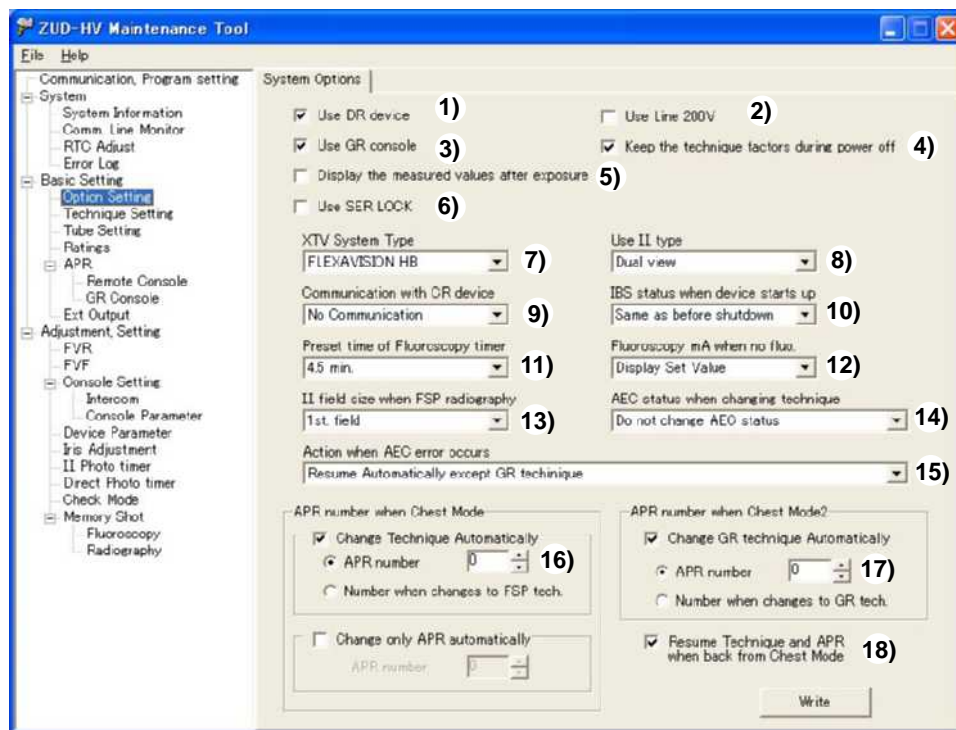 ZUD-HV Maintenance Tool
File Help
Communication, Program setting
System
System Information
Comm. Line Monitor
RTC Adjust
Error Log
Basic Setting
Option Setting
Technique Setting
Tube Setting
Ratings
APR
Remote Console
GR Console
Ext Output
Adjustment, Setting
FVR
FVF
Console Setting
Intercom
Console Parameter
Device Parameter
Iris Adjustment
II Photo timer
Direct Photo timer
Check Mode
Memory Shot
Fluoroscopy
Radiography
System Options
Use DR device 1)
Use Line 200V 2)
Use GR console 3)
Keep the technique factors during power off 4)
Display the measured values after exposure 5)
Use SER LOCK 6)
XTV System Type
FLEXAVISION HB 7)
Use II type
Dual view 8)
Communication with CR device
No Communication 9)
IBS status when device starts up
Same as before shutdown 10)
Preset time of Fluoroscopy timer
4.5 min. 11)
Fluoroscopy mA when no fluo.
Display Set Value 12)
II field size when FSP radiography
1st. field 13)
AEC status when changing technique
Do not change AEC status 14)
Action when AEC error occurs
Resume Automatically except GR techinique 15)
APR number when Chest Mode
Change Technique Automatically
APR number 0 16)
Number when changes to FSP tech.
Change only APR automatically
APR number 0
APR number when Chest Mode2
Change GR technique Automatically
APR number 0 17)
Number when changes to GR tech.
Resume Technique and APR
when back from Chest Mode 18)
Write